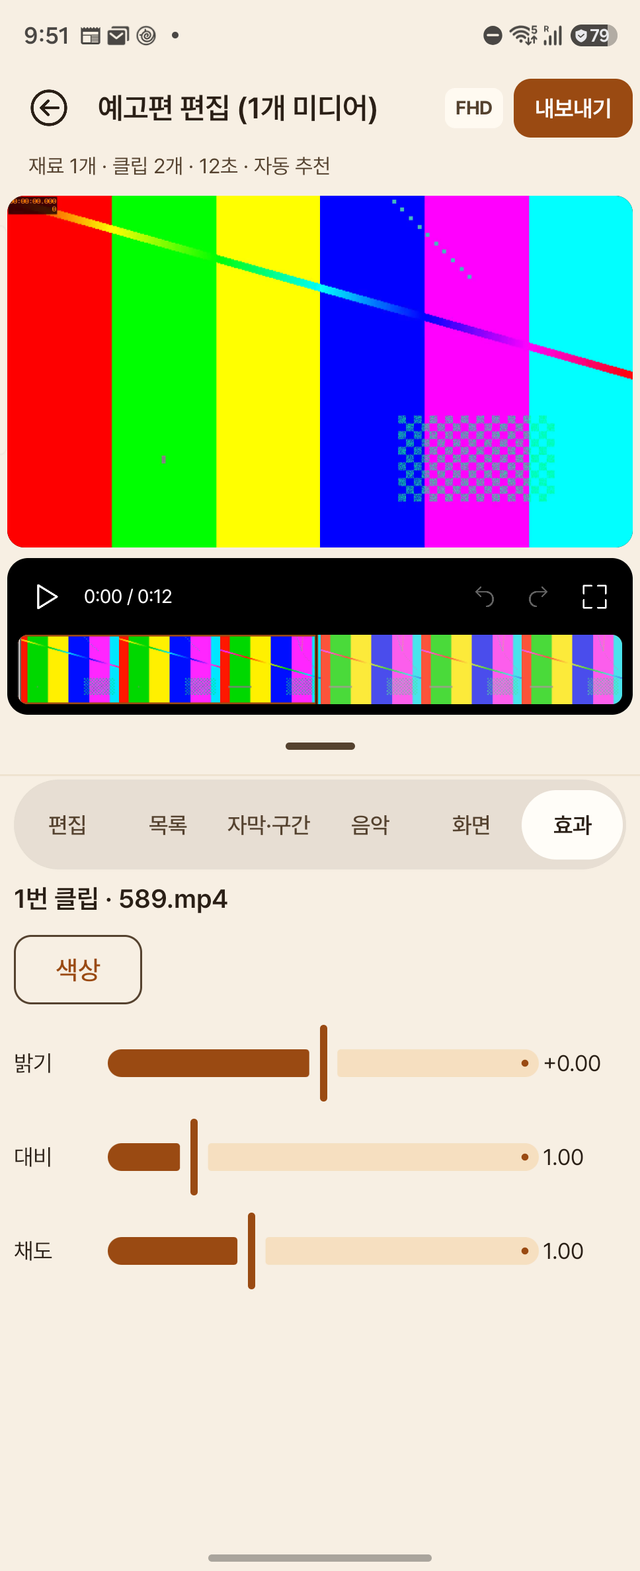 9:51
79
예고편 편집 (1개 미디어)
FHD
내보내기
재료 1개 · 클립 2개 · 12초 · 자동 추천
0:00 / 0:12
편집
목록
자막·구간
음악
화면
효과
1번 클립 · 589.mp4
색상
밝기
+0.00
대비
1.00
채도
1.00